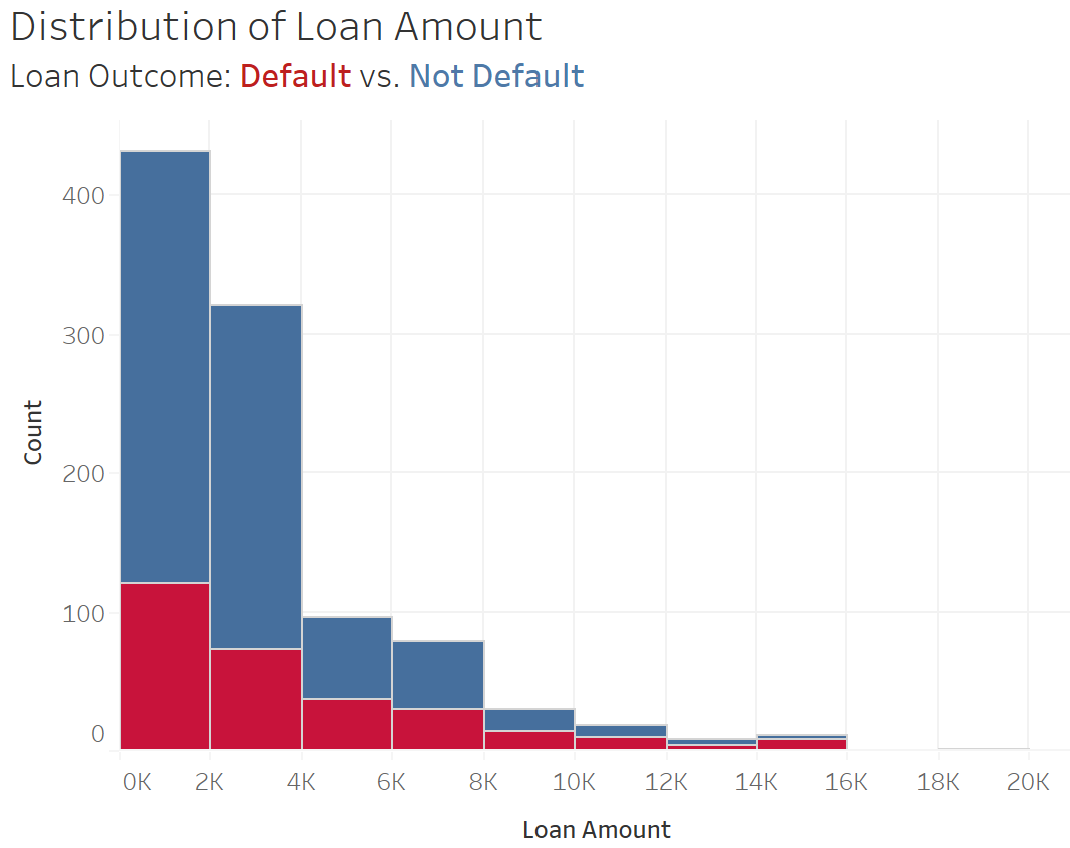 Distribution of Loan Amount
Loan Outcome: Default vs. Not Default
400
300
200
100
0
Count
0K 2K 4K 6K 8K 10K 12K 14K 16K 18K 20K
Loan Amount